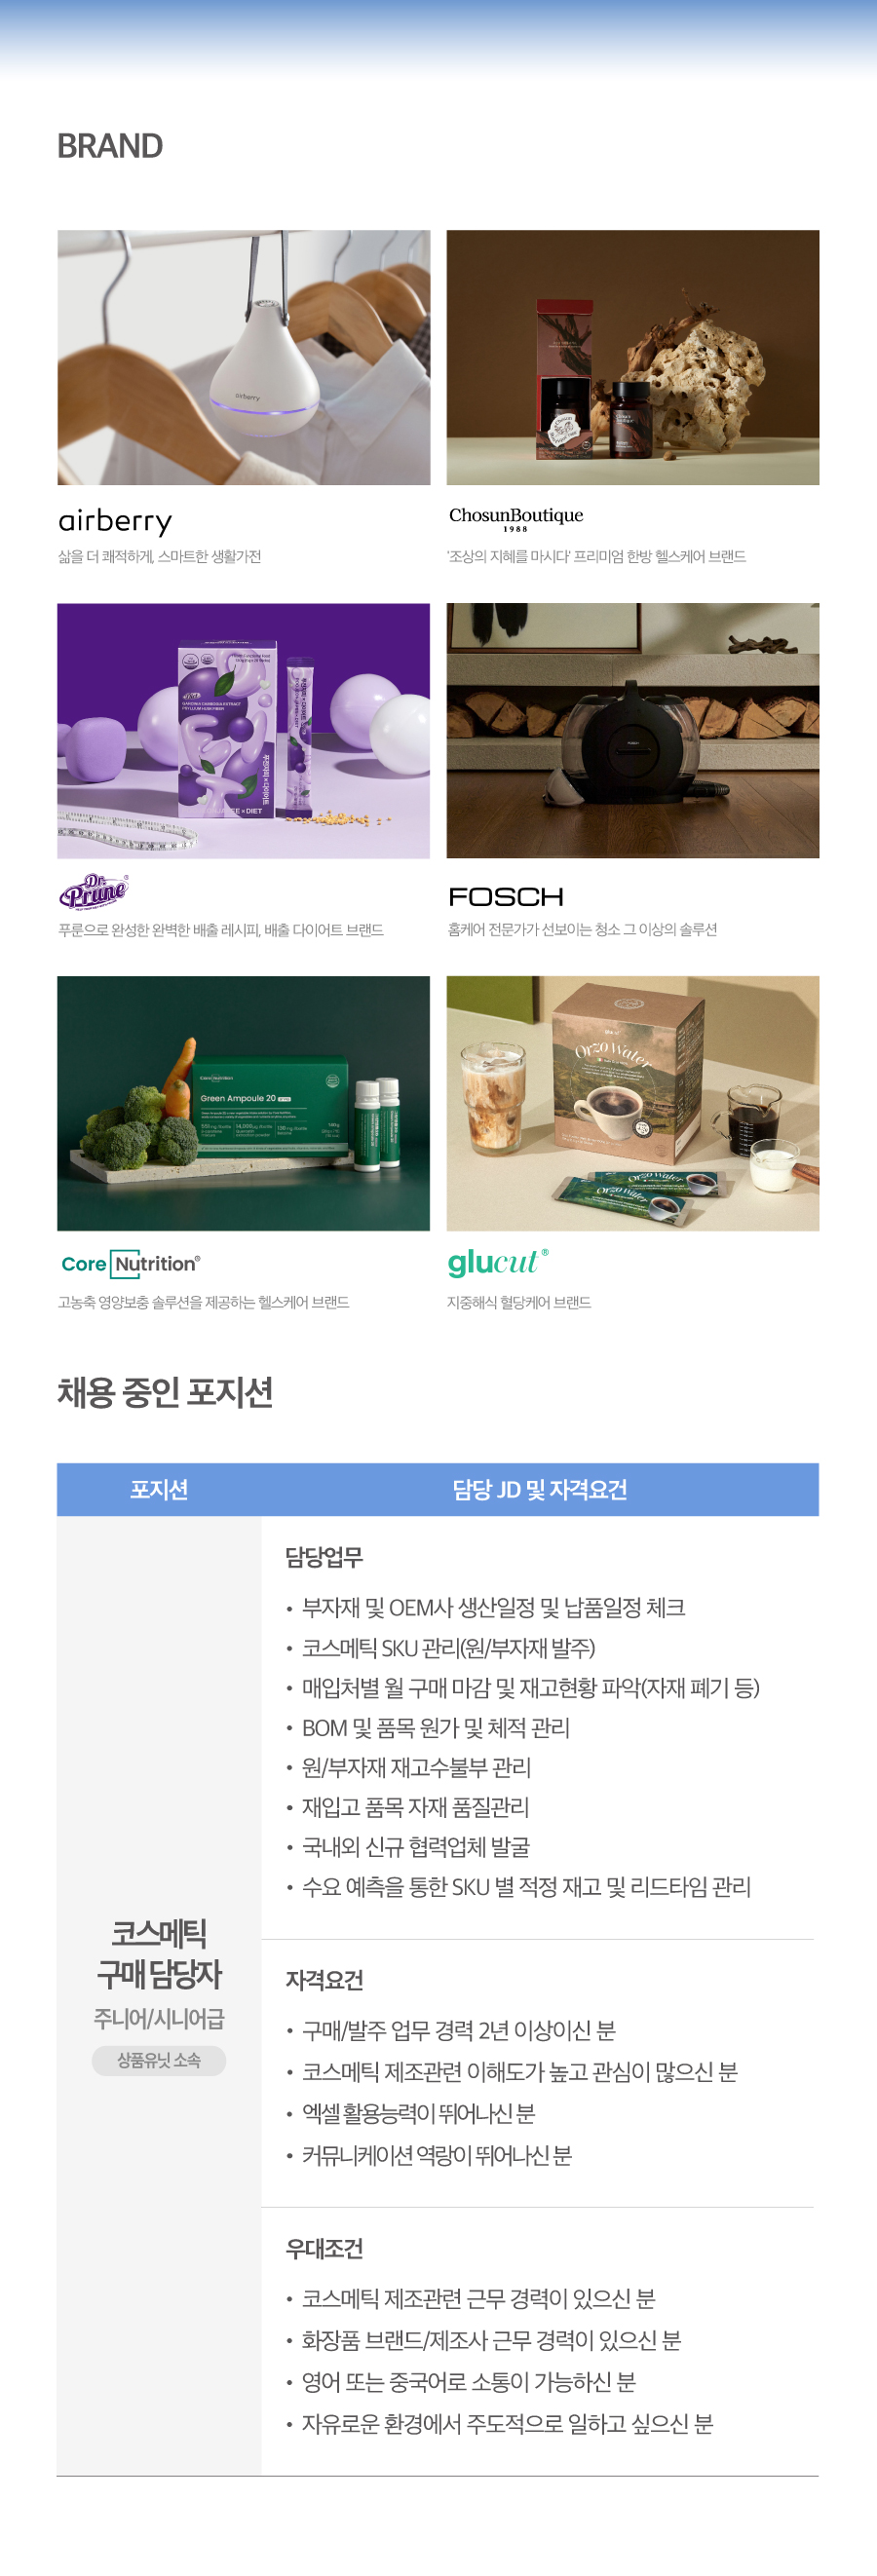 BRAND
airberry
airberry
삶을 더 쾌적하게, 스마트한 생활가전
ChosunBoutique
1988
'조상의 지혜를 마시다' 프리미엄 한방 헬스케어 브랜드
Diet
GARCINIA CAMBOGIA EXTRACT
PSYLLIUM HUSK FIBER
× DIET
Dr.
Prune®
푸룬으로 완성한 완벽한 배출 레시피, 배출 다이어트 브랜드
FOSCH
홈케어 전문가가 선보이는 청소 그 이상의 솔루션
Core Nutrition
Green Ampoule 20
Core Nutrition®
고농축 영양보충 솔루션을 제공하는 헬스케어 브랜드
Orzo Water
Orzo Water
Orzo Water
glucut®
지중해식 혈당케어 브랜드
채용 중인 포지션
포지션
담당 JD 및 자격요건
코스메틱
구매 담당자
주니어/시니어급
상품유닛 소속
담당업무
• 부자재 및 OEM사 생산일정 및 납품일정 체크
• 코스메틱 SKU 관리(원/부자재 발주)
• 매입처별 월 구매 마감 및 재고현황 파악(자재 폐기 등)
• BOM 및 품목 원가 및 체적 관리
• 원/부자재 재고수불부 관리
• 재입고 품목 자재 품질관리
• 국내외 신규 협력업체 발굴
• 수요 예측을 통한 SKU 별 적정 재고 및 리드타임 관리
자격요건
• 구매/발주 업무 경력 2년 이상이신 분
• 코스메틱 제조관련 이해도가 높고 관심이 많으신 분
• 엑셀 활용능력이 뛰어나신 분
• 커뮤니케이션 역량이 뛰어나신 분
우대조건
• 코스메틱 제조관련 근무 경력이 있으신 분
• 화장품 브랜드/제조사 근무 경력이 있으신 분
• 영어 또는 중국어로 소통이 가능하신 분
• 자유로운 환경에서 주도적으로 일하고 싶으신 분